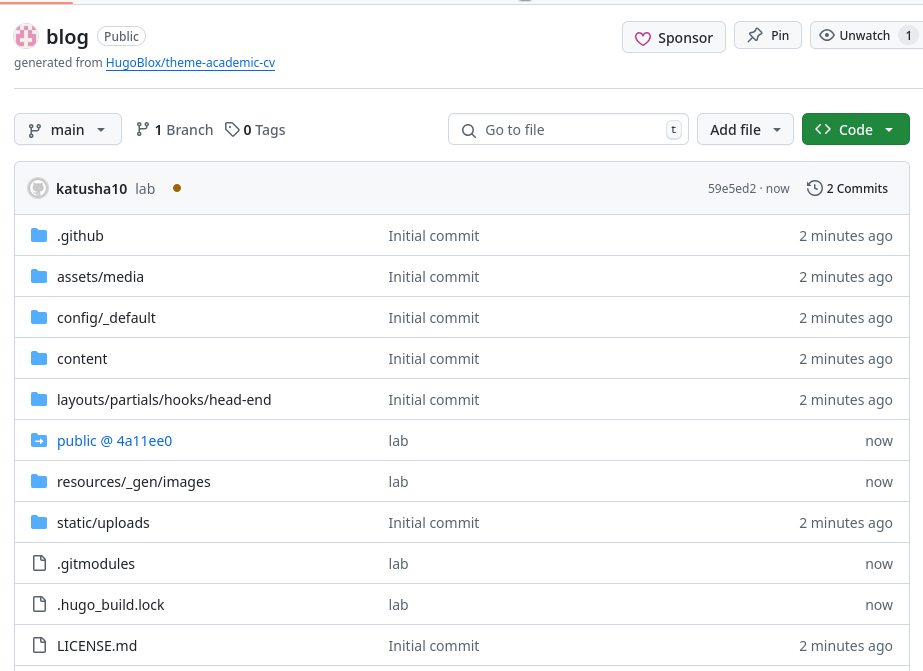 blog Public Sponsor Pin Unwatch 1
generated from HugoBlox/theme-academic-cv
main 1 Branch 0 Tags Go to file t Add file Code
katusha10 lab 59e5ed2 · now 2 Commits
.github Initial commit 2 minutes ago
assets/media Initial commit 2 minutes ago
config/_default Initial commit 2 minutes ago
content Initial commit 2 minutes ago
layouts/partials/hooks/head-end Initial commit 2 minutes ago
public @ 4a11ee0 lab now
resources/_gen/images lab now
static/uploads Initial commit 2 minutes ago
.gitmodules lab now
.hugo_build.lock lab now
LICENSE.md Initial commit 2 minutes ago